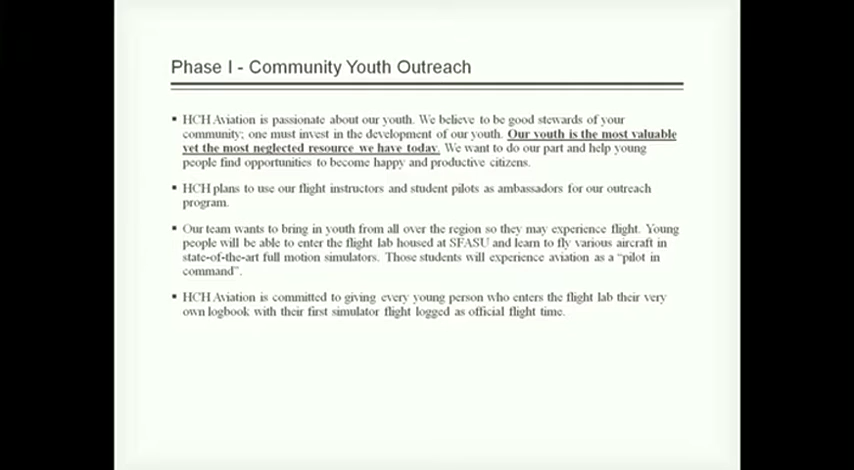 Phase I - Community Youth Outreach
▪ HCH Aviation is passionate about our youth. We believe to be good stewards of your
community; one must invest in the development of our youth. Our youth is the most valuable
yet the most neglected resource we have today. We want to do our part and help young
people find opportunities to become happy and productive citizens.
▪ HCH plans to use our flight instructors and student pilots as ambassadors for our outreach
program.
▪ Our team wants to bring in youth from all over the region so they may experience flight. Young
people will be able to enter the flight lab housed at SFASU and learn to fly various aircraft in
state-of-the-art full motion simulators. Those students will experience aviation as a “pilot in
command”.
▪ HCH Aviation is committed to giving every young person who enters the flight lab their very
own logbook with their first simulator flight logged as official flight time.